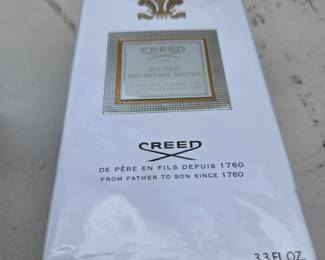 CREED
1760
SILVER
MOUNTAIN WATER
CREED
DE PÈRE EN FILS DEPUIS 1760
FROM FATHER TO SON SINCE 1760
3.3 FL.OZ.